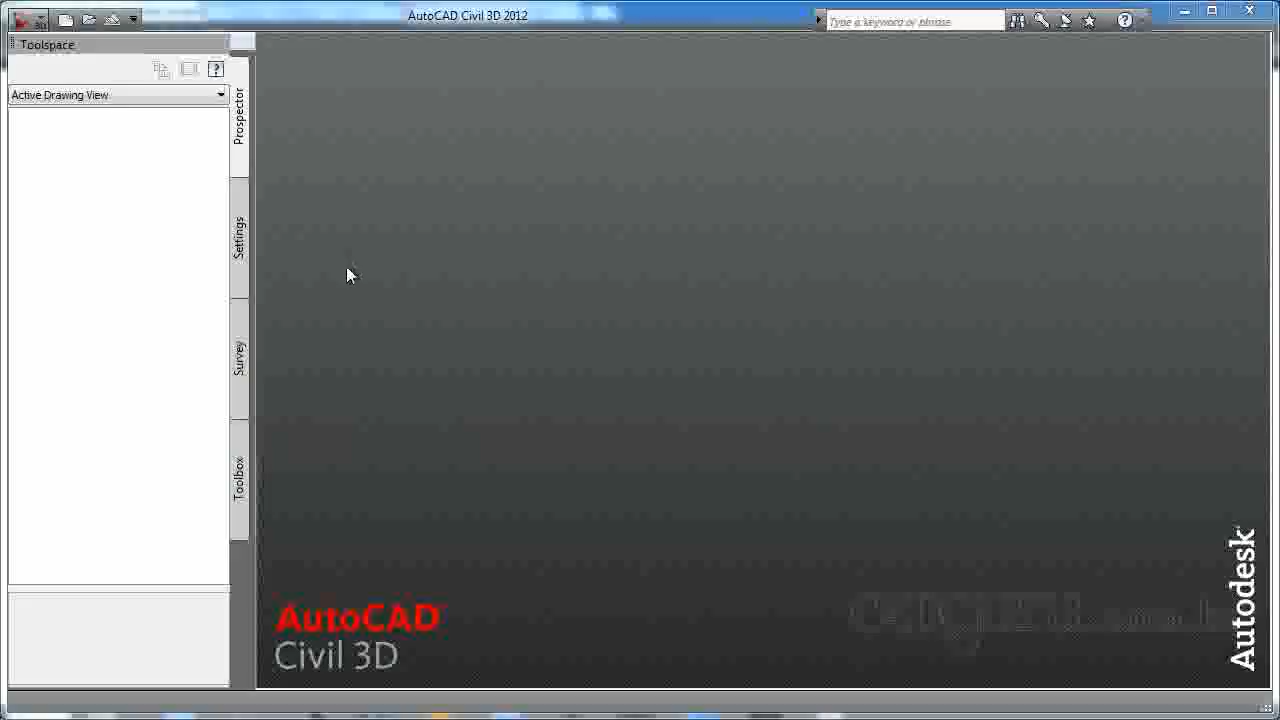 AutoCAD Civil 3D 2012
Type a keyword or phrase
Toolspace
Active Drawing View
Prospector
Settings
Survey
Toolbox
AutoCAD
Civil 3D
Autodesk